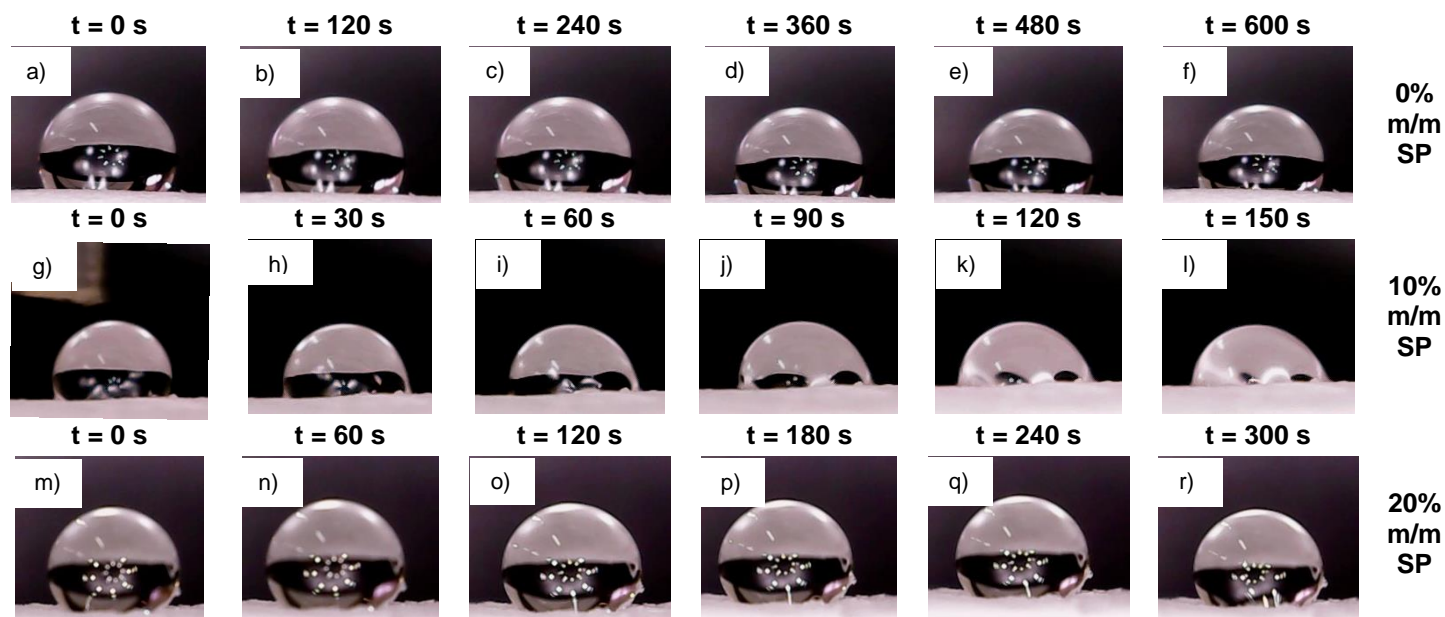 t = 0 s t = 120 s t = 240 s t = 360 s t = 480 s t = 600 s
a) b) c) d) e) f)
0%
m/m
SP
t = 0 s t = 30 s t = 60 s t = 90 s t = 120 s t = 150 s
g) h) i) j) k) l)
10%
m/m
SP
t = 0 s t = 60 s t = 120 s t = 180 s t = 240 s t = 300 s
m) n) o) p) q) r)
20%
m/m
SP